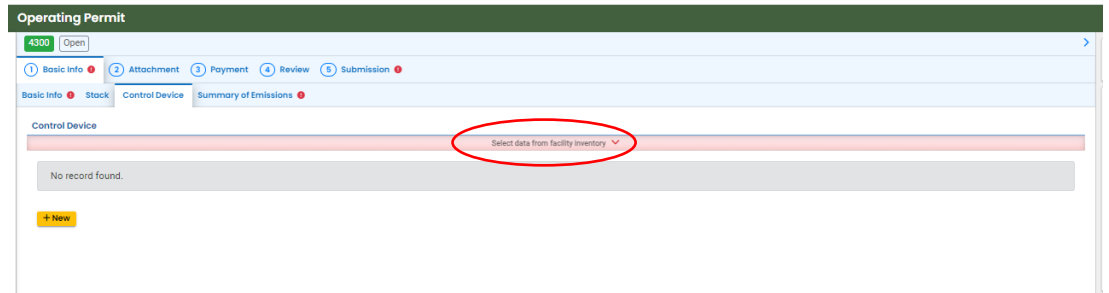 Operating Permit
4300 Open
1 Basic Info 2 Attachment 3 Payment 4 Review 5 Submission
Basic Info Stack Control Device Summary of Emissions
Control Device
Select data from facility inventory
No record found.
+ New